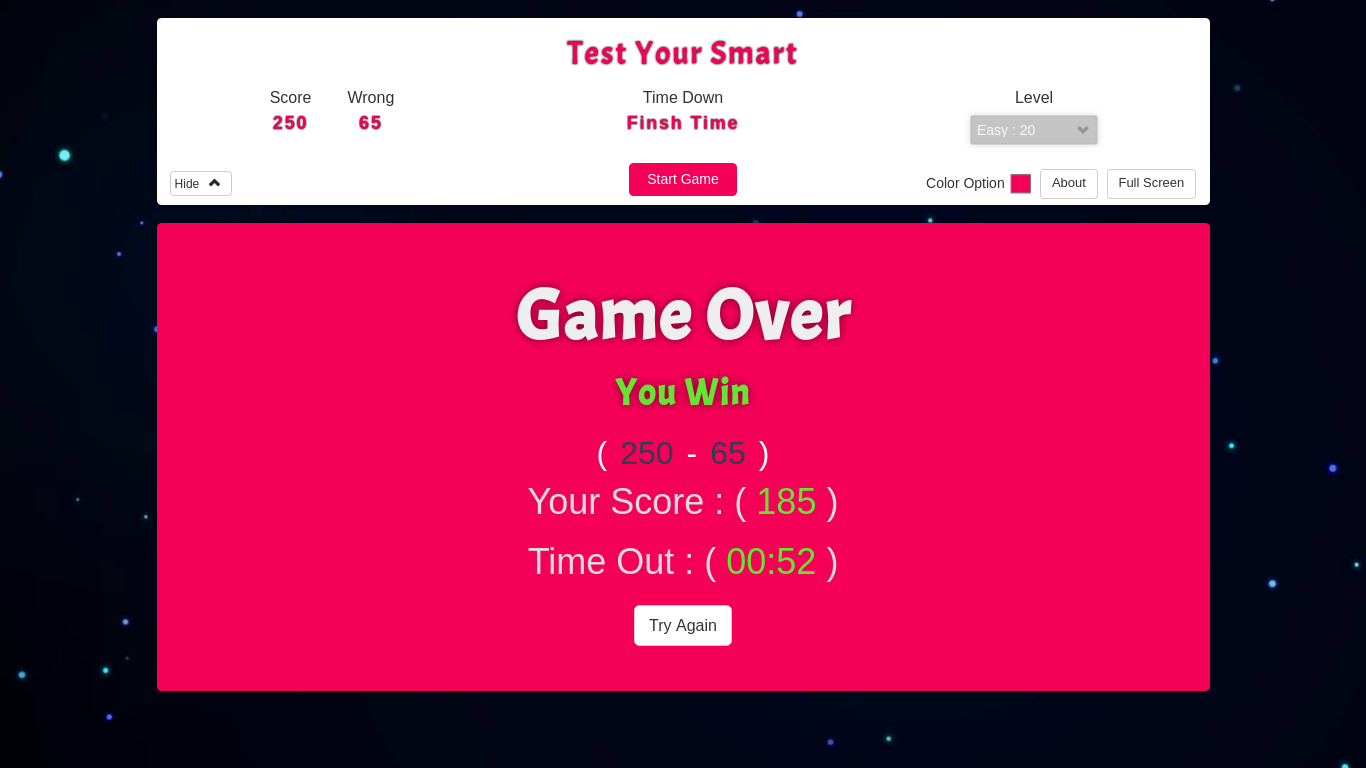 Test Your Smart
Score Wrong Time Down Level
250 65 Finsh Time
Easy : 20
Hide Start Game Color Option About Full Screen
Game Over
You Win
( 250 - 65 )
Your Score : ( 185 )
Time Out : ( 00:52 )
Try Again